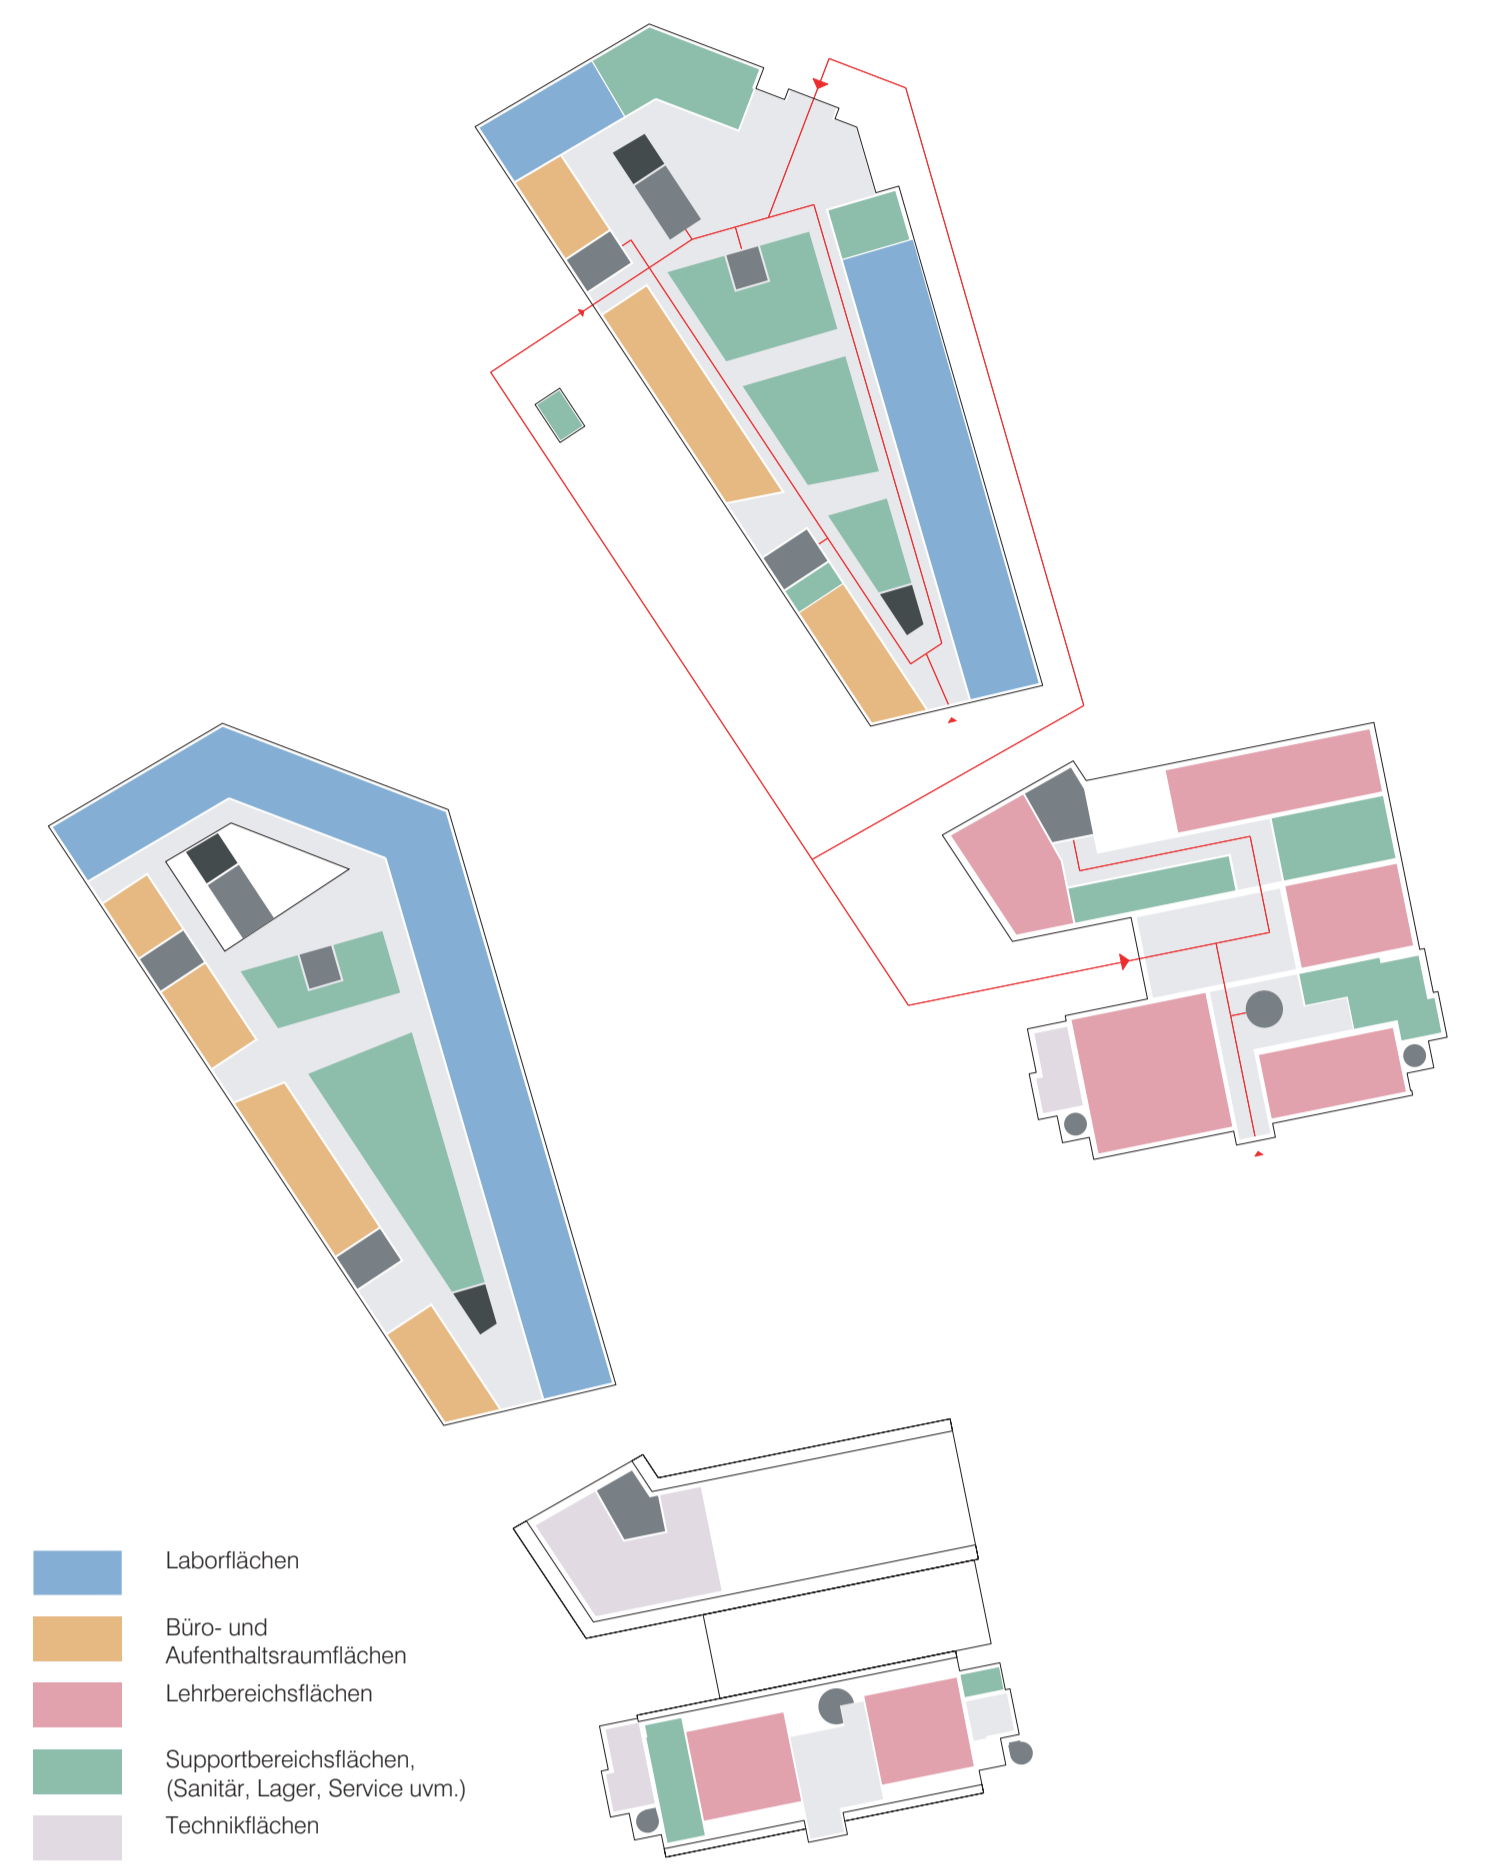 Laborflächen
Büro- und
Aufenthaltsraumflächen
Lehrbereichsflächen
Supportbereichsflächen,
(Sanitär, Lager, Service uvm.)
Technikflächen